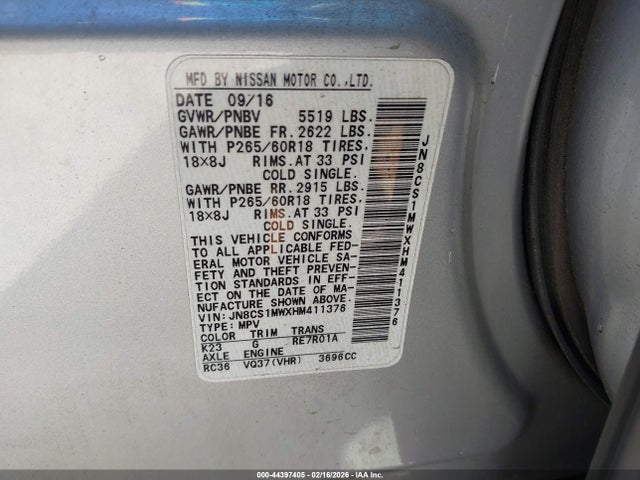 MFD BY NISSAN MOTOR CO.,LTD.
DATE 09/16
GVWR/PNBV 5519 LBS.
GAWR/PNBE FR. 2622 LBS.
WITH P265/60R18 TIRES,
18X8J RIMS. AT 33 PSI
COLD SINGLE.
GAWR/PNBE RR. 2915 LBS.
WITH P265/60R18 TIRES,
18X8J RIMS. AT 33 PSI
COLD SINGLE.
THIS VEHICLE CONFORMS
TO ALL APPLICABLE FED-
ERAL MOTOR VEHICLE SA-
FETY AND THEFT PREVEN-
TION STANDARDS IN EFF-
ECT ON THE DATE OF MA-
NUFACTURE SHOWN ABOVE.
VIN: JN8CS1MWXHM411376
TYPE: MPV
COLOR TRIM TRANS
K23 G RE7R01A
AXLE ENGINE
RC36 VQ37(VHR) 3696CC
JN8CS1MWXHM411376
000-44397405 - 02/16/2026 - IAA Inc.